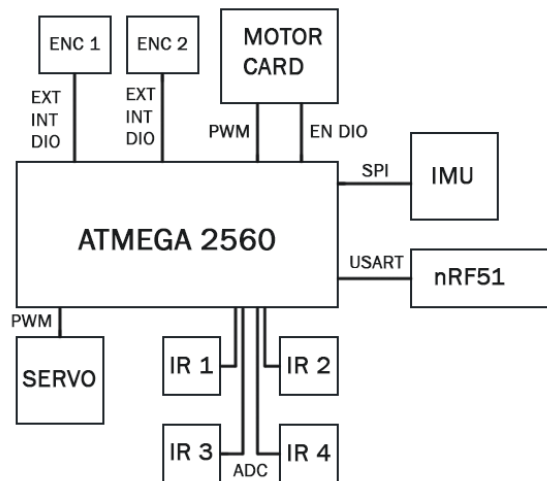 ENC 1
ENC 2
MOTOR
CARD
EXT
INT
DIO
EXT
INT
DIO
PWM
EN DIO
SPI
IMU
ATMEGA 2560
USART
nRF51
PWM
SERVO
IR 1
IR 2
IR 3
IR 4
ADC